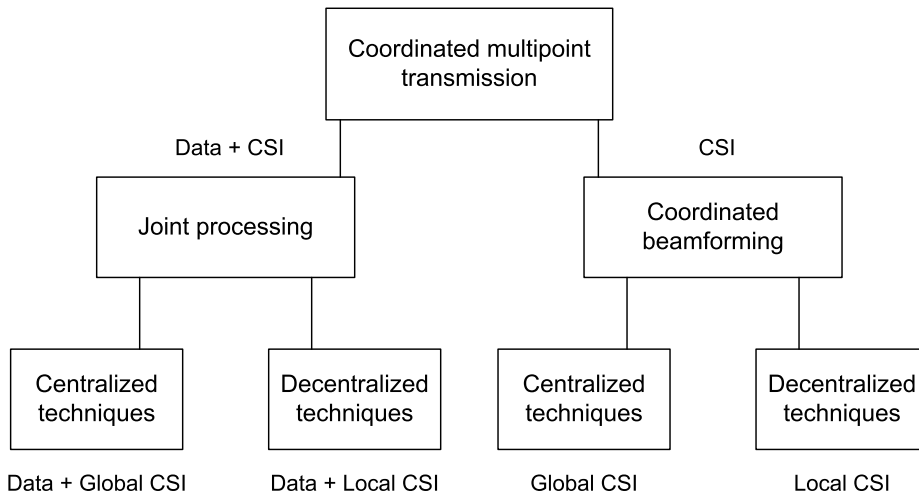 Coordinated multipoint
transmission
Data + CSI
CSI
Joint processing
Coordinated
beamforming
Centralized
techniques
Decentralized
techniques
Centralized
techniques
Decentralized
techniques
Data + Global CSI
Data + Local CSI
Global CSI
Local CSI